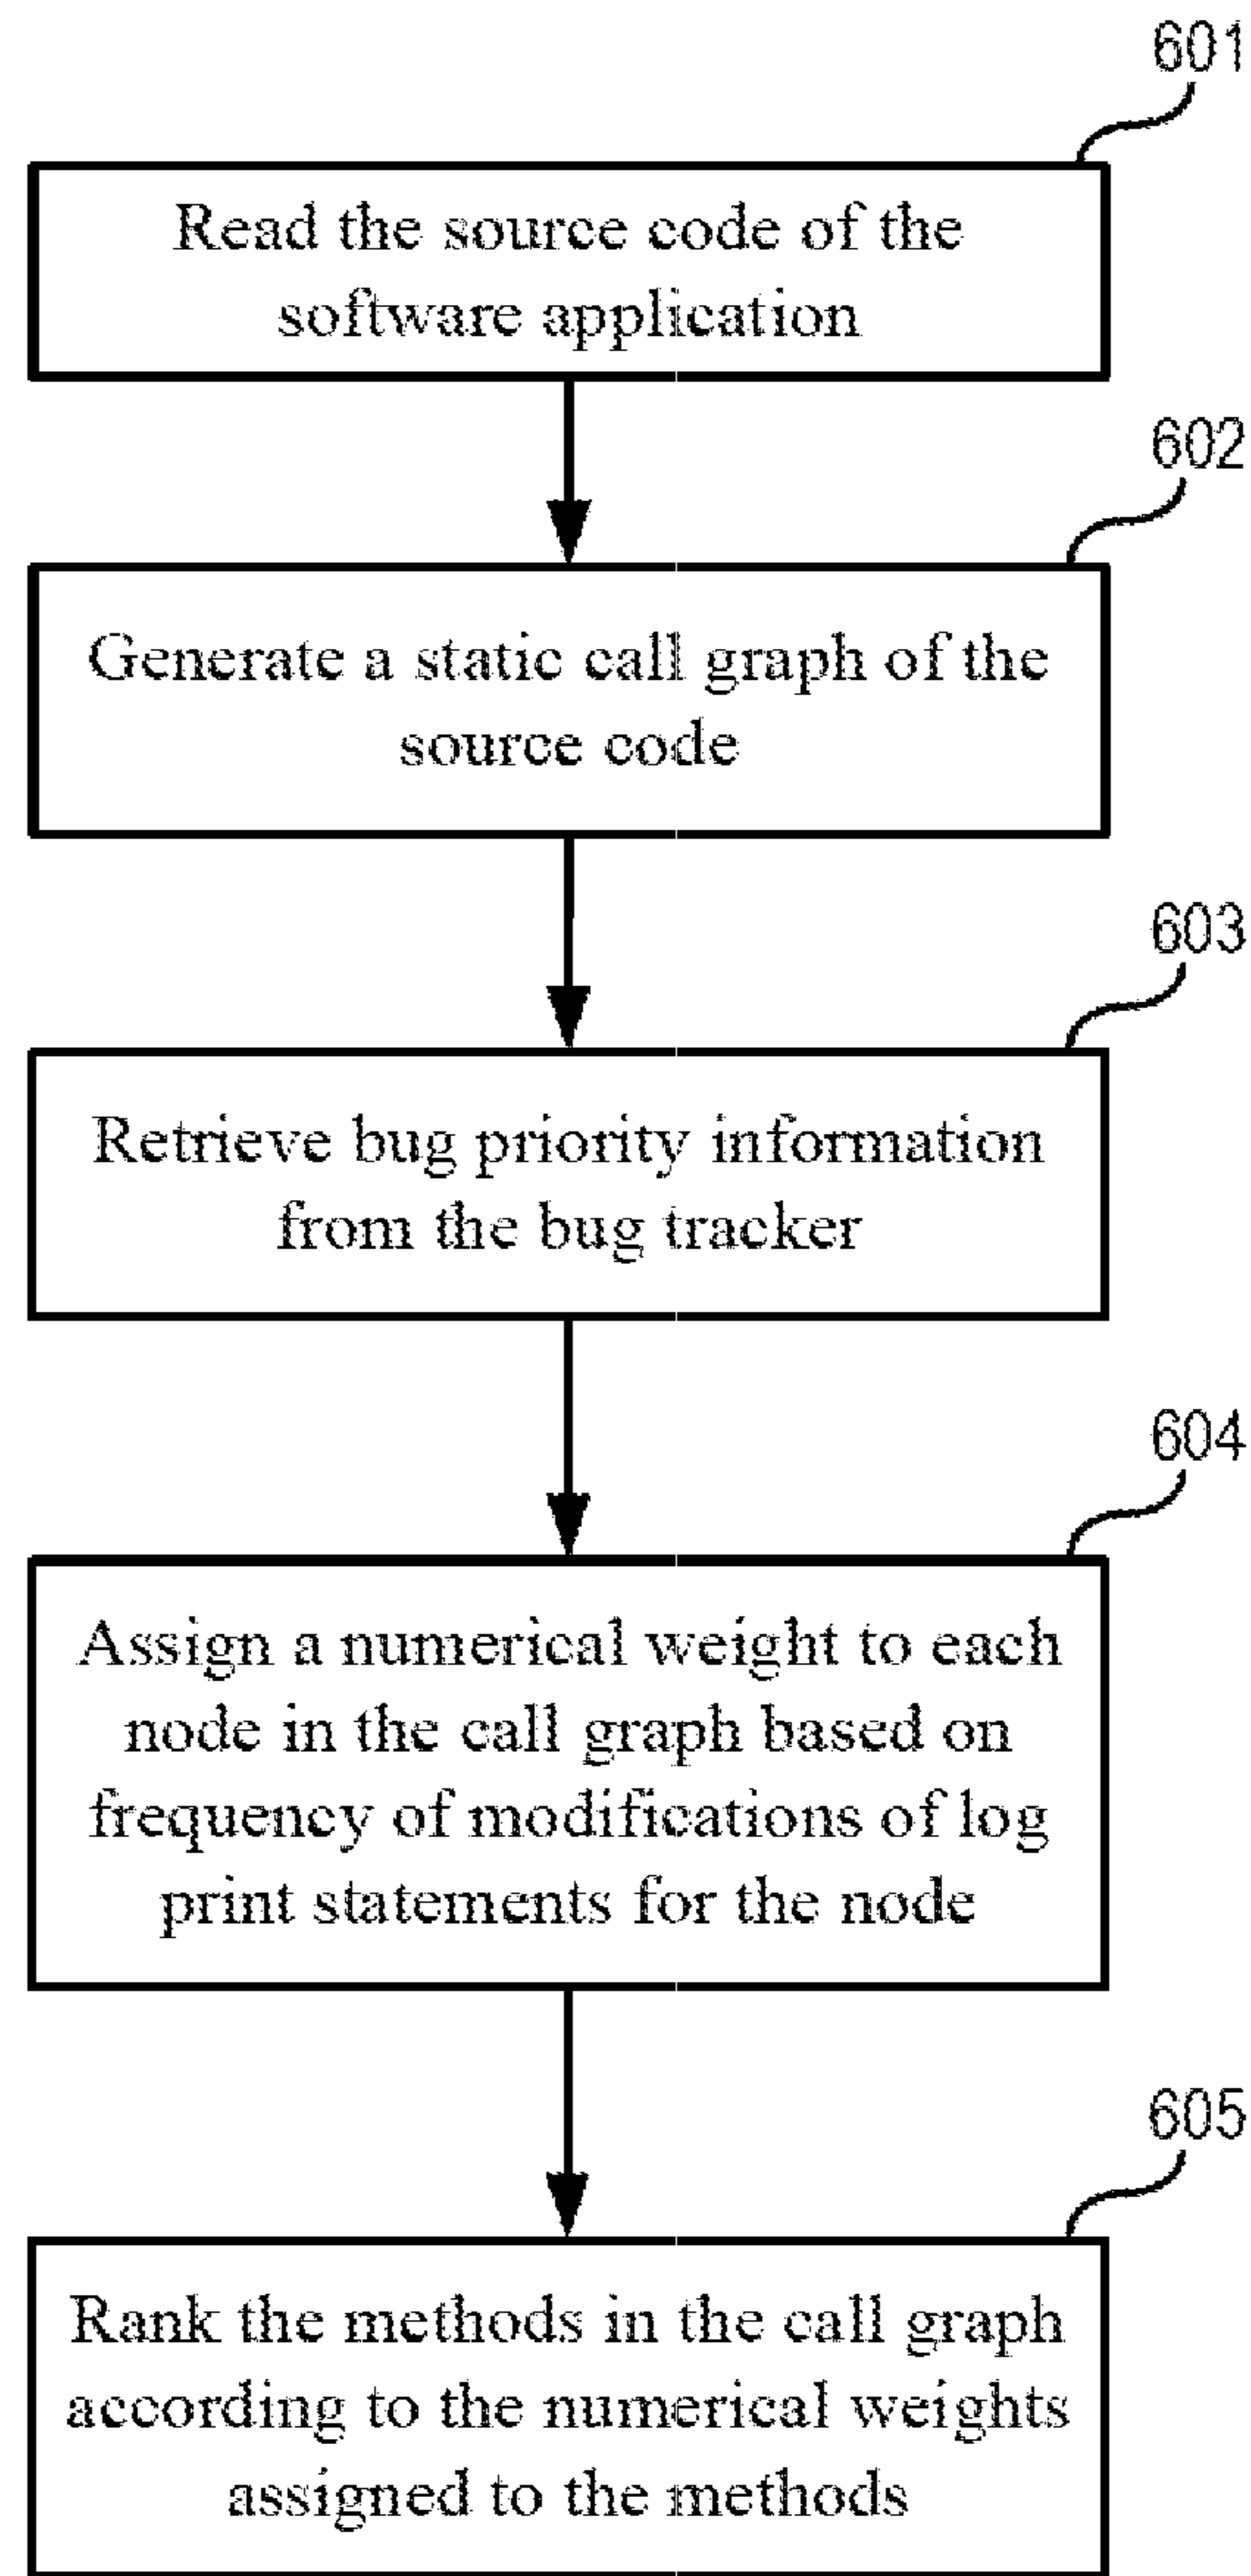 601
Read the source code of the
software application
602
Generate a static call graph of the
source code
603
Retrieve bug priority information
from the bug tracker
604
Assign a numerical weight to each
node in the call graph based on
frequency of modifications of log
print statements for the node
605
Rank the methods in the call graph
according to the numerical weights
assigned to the methods